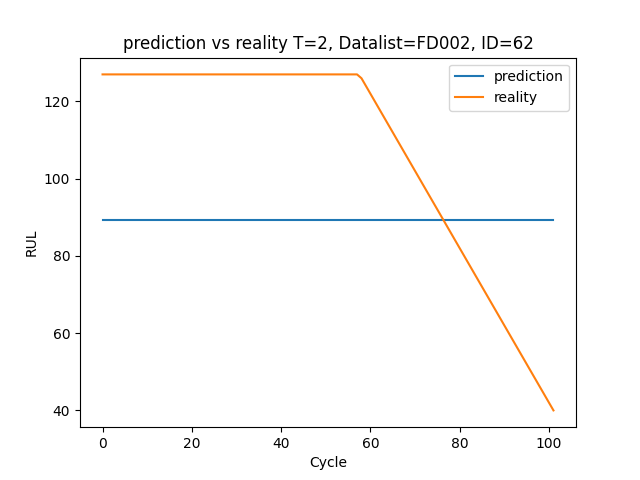 prediction vs reality T=2, Datalist=FD002, ID=62
prediction
reality
RUL
120
100
80
60
40
0 20 40 60 80 100
Cycle